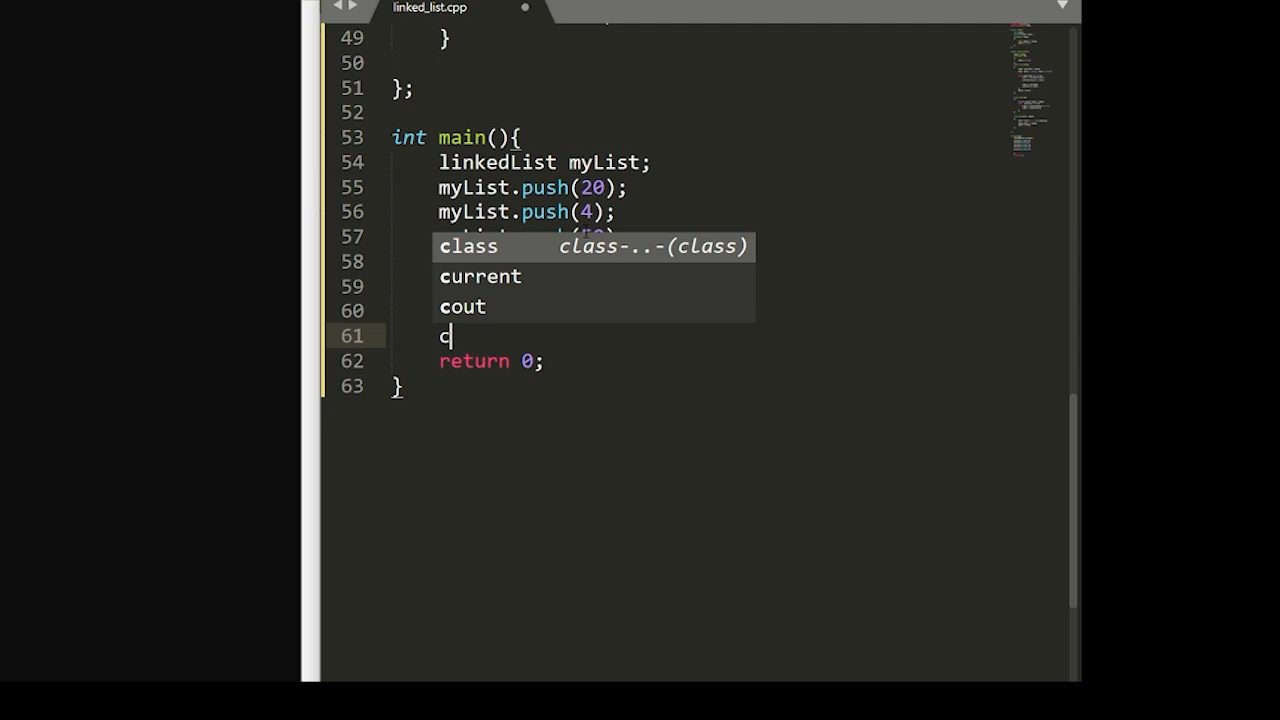 linked_list.cpp
49 }
50
51 };
52
53 int main(){
54 linkedList myList;
55 myList.push(20);
56 myList.push(4);
57
class class-..-(class)
58
current
59
cout
60
61 c
62 return 0;
63 }